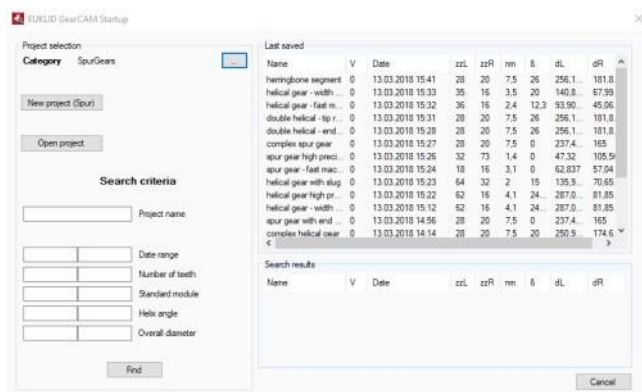 EUKLID GearCAM Startup
Project selection
Category SpurGears
...
New project (Spur)
Open project
Search criteria
Project name
Date range
Number of teeth
Standard module
Helix angle
Overall diameter
Find
Last saved
Name V Date zzL zzR nm ß dL dR
herringbone segment 0 13.03.2018 15:41 28 20 7,5 26 256,1... 181,8.
helical gear - width ... 0 13.03.2018 15:33 35 16 3,5 20 140,8... 67,99
helical gear - fast m... 0 13.03.2018 15:32 36 16 2,4 12,3 93,90... 45,06.
double helical - tip r... 0 13.03.2018 15:31 28 20 7,5 26 256,1... 181,8.
double helical - end... 0 13.03.2018 15:28 28 20 7,5 26 256,1... 181,8.
complex spur gear 0 13.03.2018 15:27 28 20 7,5 0 237,4... 165
spur gear high preci... 0 13.03.2018 15:26 32 73 1,4 0 47,32 105,5
spur gear - fast mac... 0 13.03.2018 15:24 18 16 3,1 0 62,837 57,04
helical gear with slug 0 13.03.2018 15:23 64 32 2 15 135,9... 70,65.
helical gear high pr... 0 13.03.2018 15:22 62 16 4,1 24... 287,0... 81,85.
helical gear - width ... 0 13.03.2018 15:12 62 16 4,1 24... 287,0... 81,85.
spur gear with end ... 0 13.03.2018 14:56 28 20 7,5 0 237,4... 165
complex helical gear 0 13.03.2018 14:14 28 20 7,5 20 250,9... 174,6.
Search results
Name V Date zzL zzR nm ß dL dR
Cancel